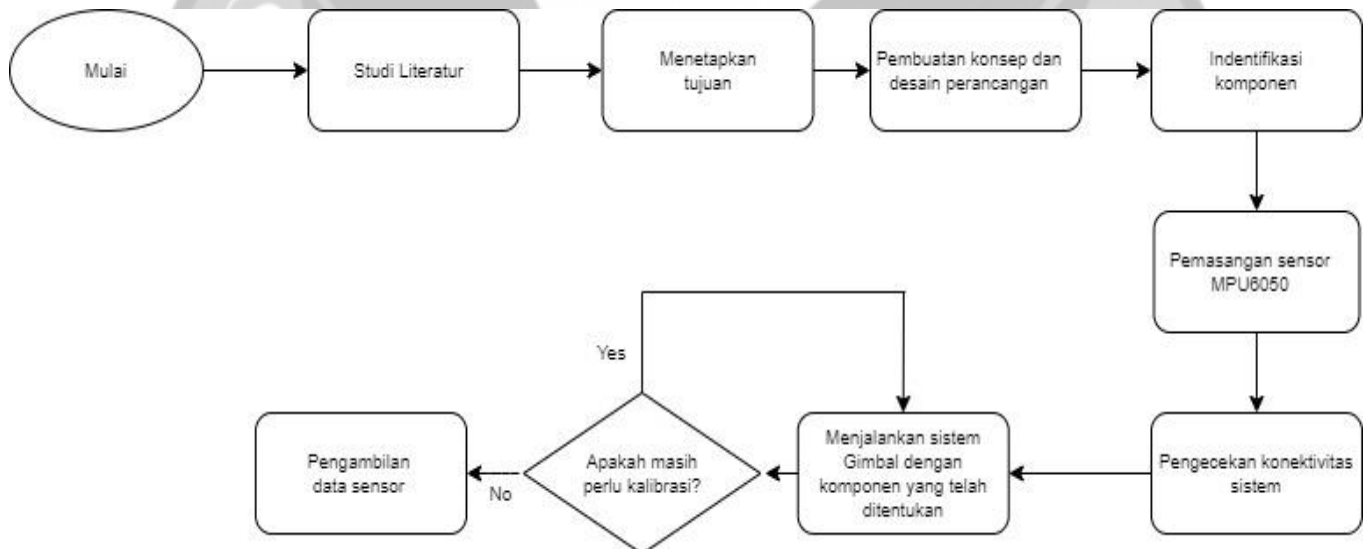 Mulai
Studi Literatur
Menetapkan
tujuan
Pembuatan konsep dan
desain perancangan
Indentifikasi
komponen
Pemasangan sensor
MPU6050
Pengecekan konektivitas
sistem
Menjalankan sistem
Gimbal dengan
komponen yang telah
ditentukan
Apakah masih
perlu kalibrasi?
Yes
No
Pengambilan
data sensor